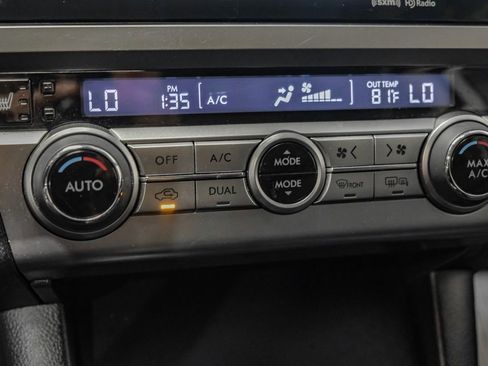 ((SXM)) HD Radio
LO PM 1:35 A/C OUT TEMP 81°F LO
AUTO
OFF A/C
DUAL
MODE
MODE
FRONT
MAX A/C